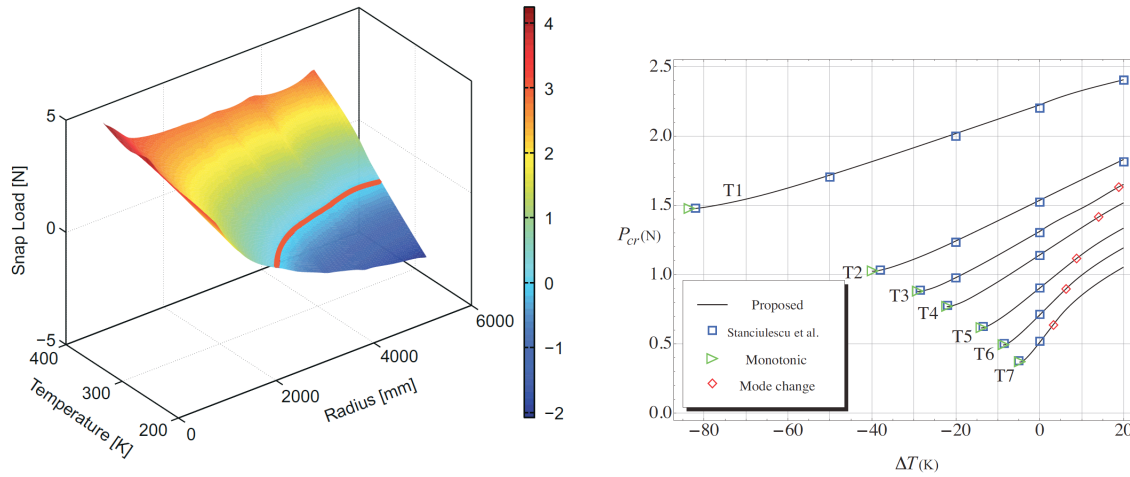 4
3
2
1
0
−1
−2
5
0
−5
Snap Load [N]
400
300
200
Temperature [K]
0
2000
4000
6000
Radius [mm]
2.5
2.0
1.5
1.0
0.5
0.0
P_cr(N)
T1
T2
T3
T4
T5
T6
T7
Proposed
Stanciulescu et al.
Monotonic
Mode change
−80 −60 −40 −20 0 20
ΔT(K)